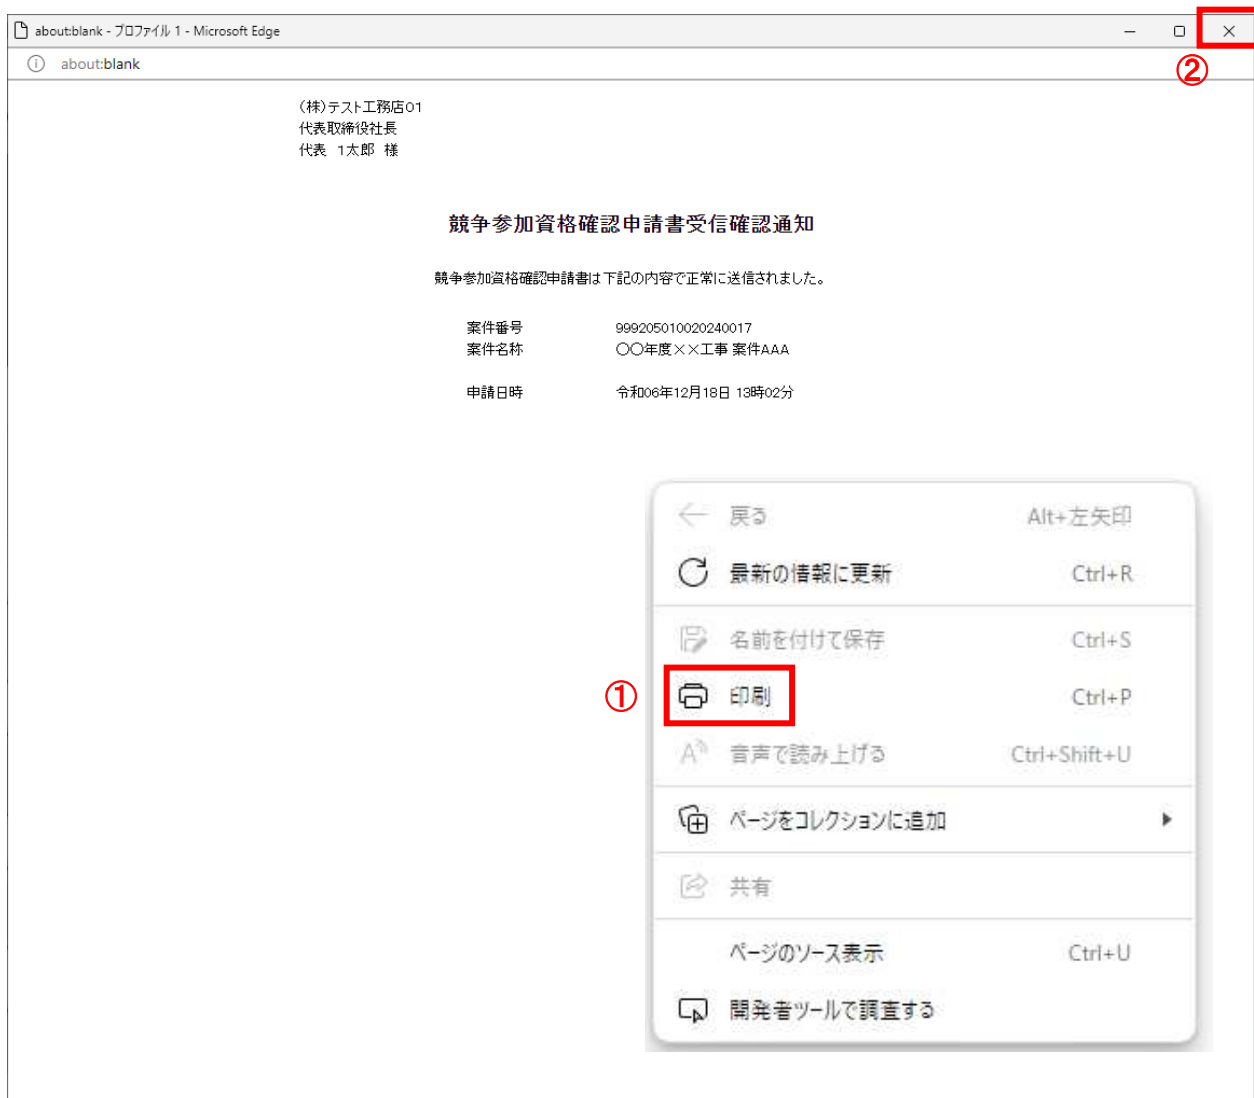 about:blank - プロファイル 1 - Microsoft Edge
②
about:blank
(株)テスト工務店01
代表取締役社長
代表 1太郎 様
競争参加資格確認申請書受信確認通知
競争参加資格確認申請書は下記の内容で正常に送信されました。
案件番号 999205010020240017
案件名称 〇〇年度××工事 案件AAA
申請日時 令和06年12月18日 13時02分
戻る Alt+左矢印
最新の情報に更新 Ctrl+R
名前を付けて保存 Ctrl+S
① 印刷 Ctrl+P
音声で読み上げる Ctrl+Shift+U
ページをコレクションに追加
共有
ページのソース表示 Ctrl+U
開発者ツールで調査する